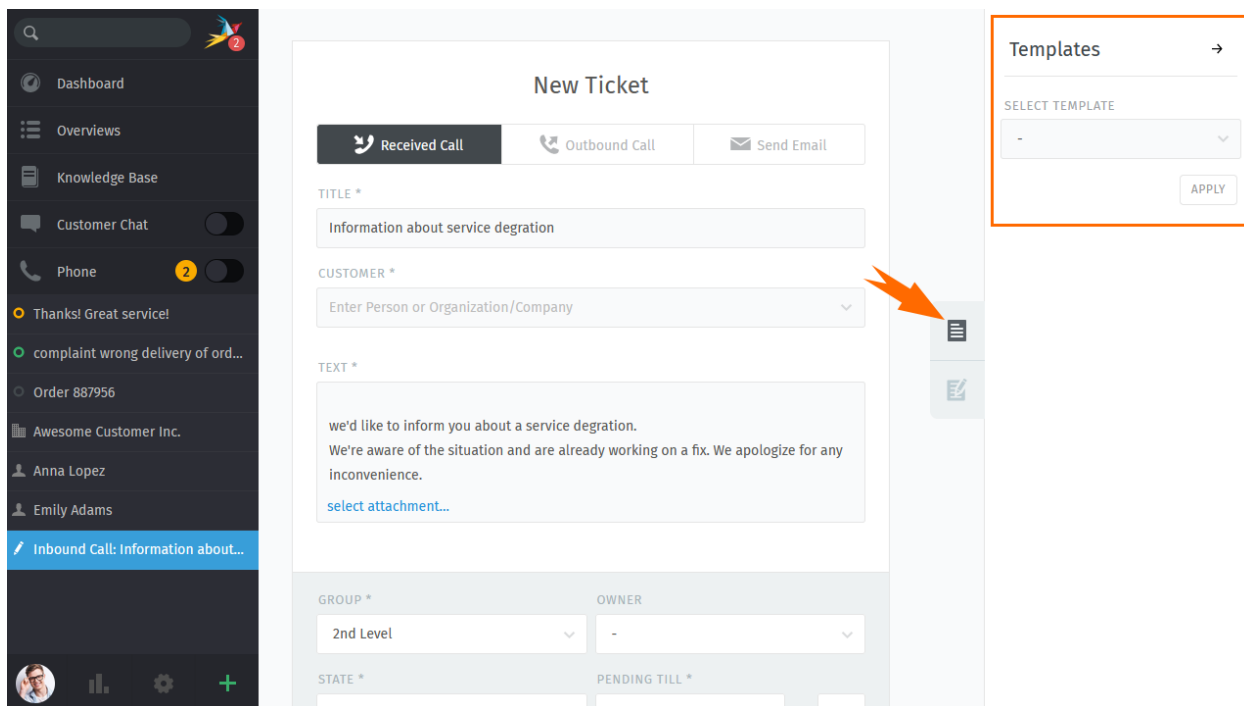 2
Dashboard
Overviews
Knowledge Base
Customer Chat
Phone 2
Thanks! Great service!
complaint wrong delivery of ord...
Order 887956
Awesome Customer Inc.
Anna Lopez
Emily Adams
Inbound Call: Information about...
New Ticket
Received Call Outbound Call Send Email
TITLE *
Information about service degration
CUSTOMER *
Enter Person or Organization/Company
TEXT *
we'd like to inform you about a service degration.
We're aware of the situation and are already working on a fix. We apologize for any
inconvenience.
select attachment...
GROUP * OWNER
2nd Level -
STATE * PENDING TILL *
Templates →
SELECT TEMPLATE
-
APPLY